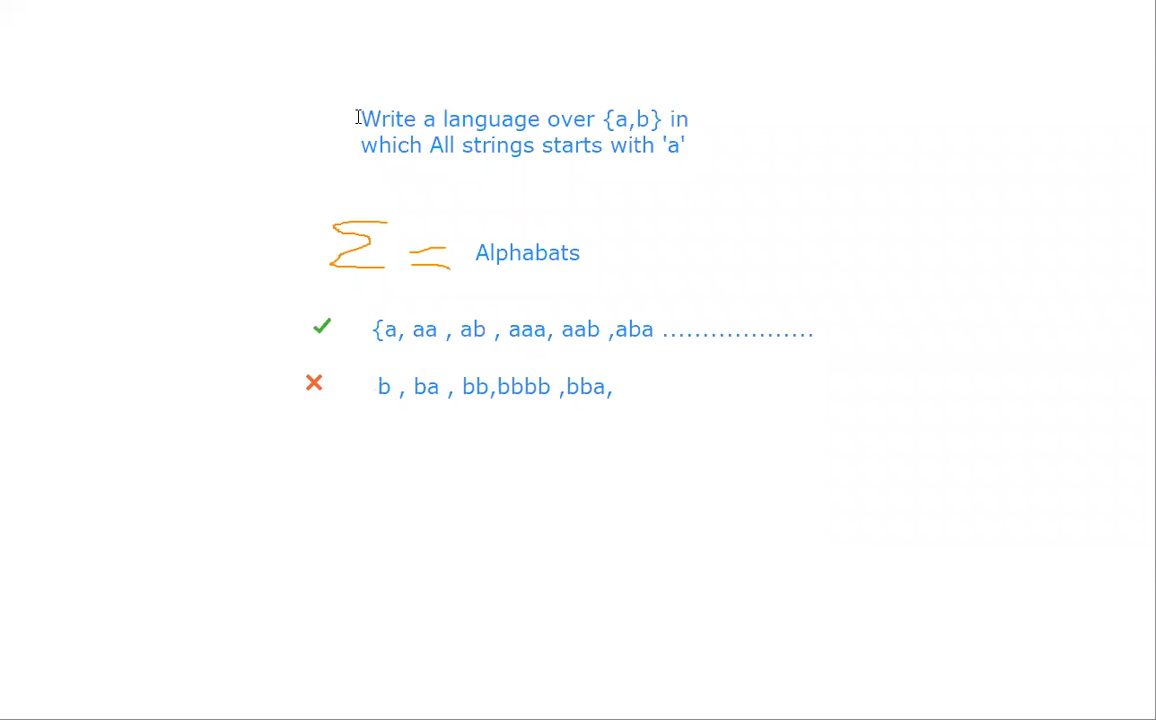 Write a language over {a,b} in
which All strings starts with 'a'
Σ = Alphabats
{a, aa , ab , aaa, aab ,aba ...................
b , ba , bb,bbbb ,bba,